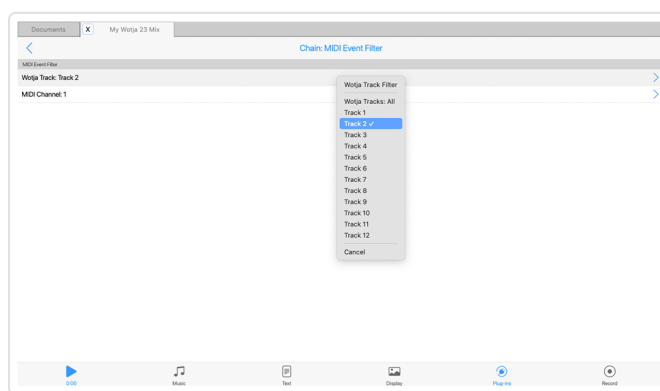 Documents X My Wotja 23 Mix
Chain: MIDI Event Filter
MIDI Event Filter
Wotja Track: Track 2
MIDI Channel: 1
Wotja Track Filter
Wotja Tracks: All
Track 1
Track 2 ✓
Track 3
Track 4
Track 5
Track 6
Track 7
Track 8
Track 9
Track 10
Track 11
Track 12
Cancel
0:00 Music Text Display Plug-ins Record